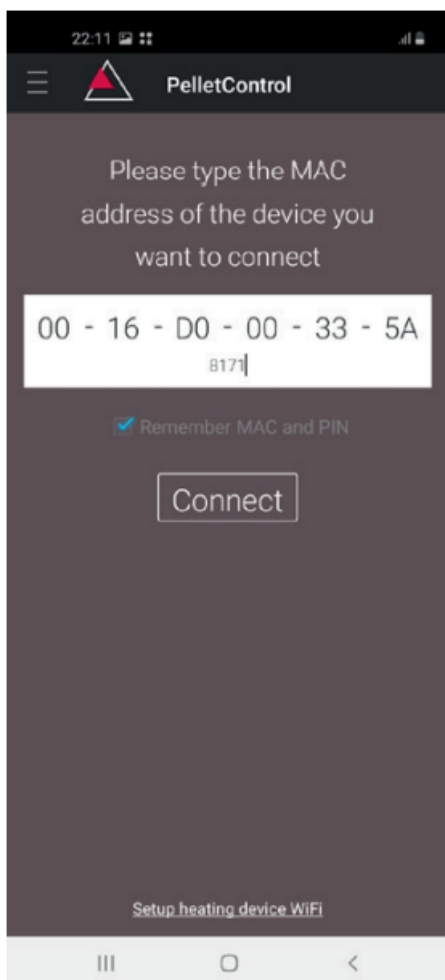 22:11
PelletControl
Please type the MAC
address of the device you
want to connect
00 - 16 - D0 - 00 - 33 - 5A
8171
Remember MAC and PIN
Connect
Setup heating device WiFi